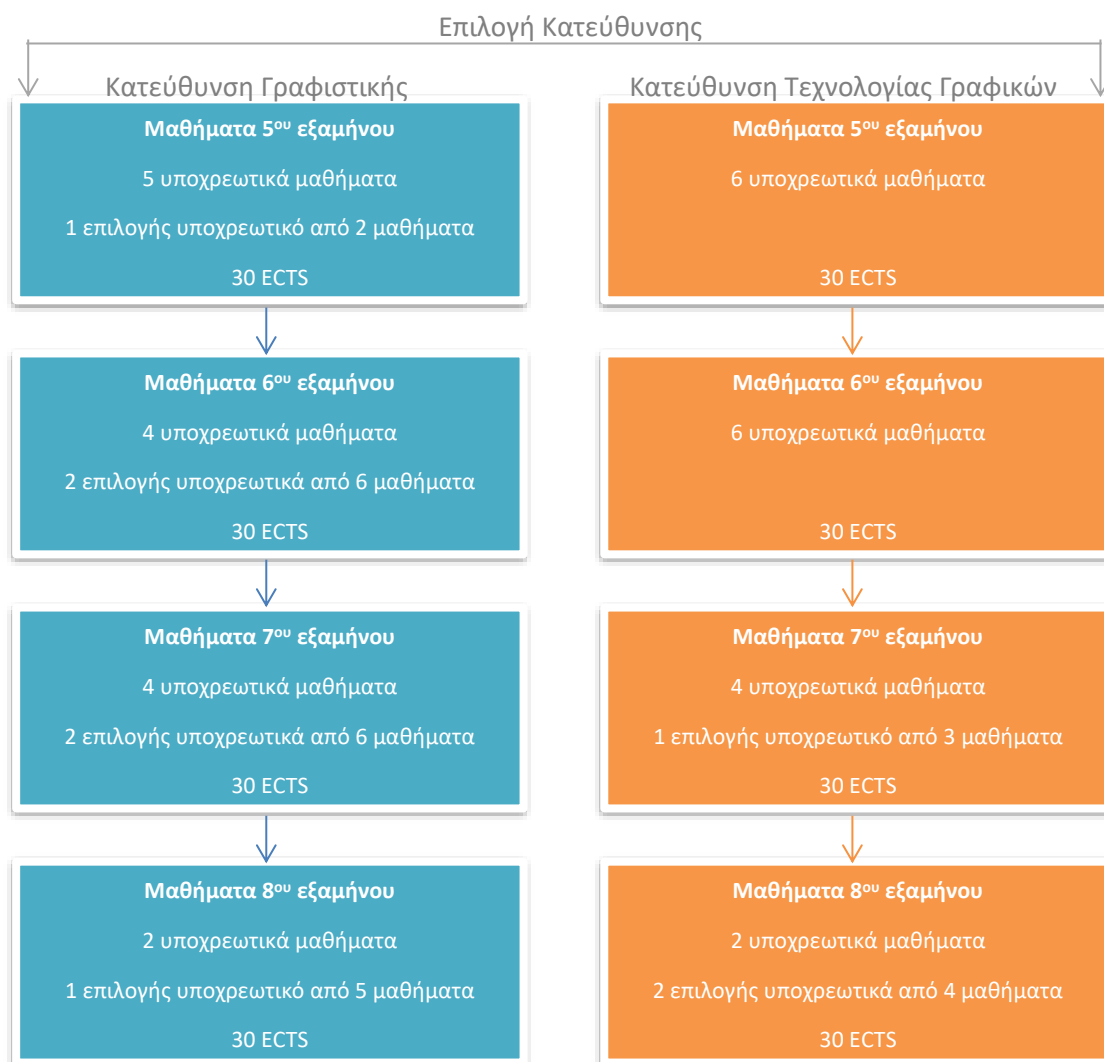 Επιλογή Κατεύθυνσης
Κατεύθυνση Γραφιστικής
Μαθήματα 5ου εξαμήνου
5 υποχρεωτικά μαθήματα
1 επιλογής υποχρεωτικό από 2 μαθήματα
30 ECTS
Μαθήματα 6ου εξαμήνου
4 υποχρεωτικά μαθήματα
2 επιλογής υποχρεωτικά από 6 μαθήματα
30 ECTS
Μαθήματα 7ου εξαμήνου
4 υποχρεωτικά μαθήματα
2 επιλογής υποχρεωτικά από 6 μαθήματα
30 ECTS
Μαθήματα 8ου εξαμήνου
2 υποχρεωτικά μαθήματα
1 επιλογής υποχρεωτικό από 5 μαθήματα
30 ECTS
Κατεύθυνση Τεχνολογίας Γραφικών
Μαθήματα 5ου εξαμήνου
6 υποχρεωτικά μαθήματα
30 ECTS
Μαθήματα 6ου εξαμήνου
6 υποχρεωτικά μαθήματα
30 ECTS
Μαθήματα 7ου εξαμήνου
4 υποχρεωτικά μαθήματα
1 επιλογής υποχρεωτικό από 3 μαθήματα
30 ECTS
Μαθήματα 8ου εξαμήνου
2 υποχρεωτικά μαθήματα
2 επιλογής υποχρεωτικά από 4 μαθήματα
30 ECTS